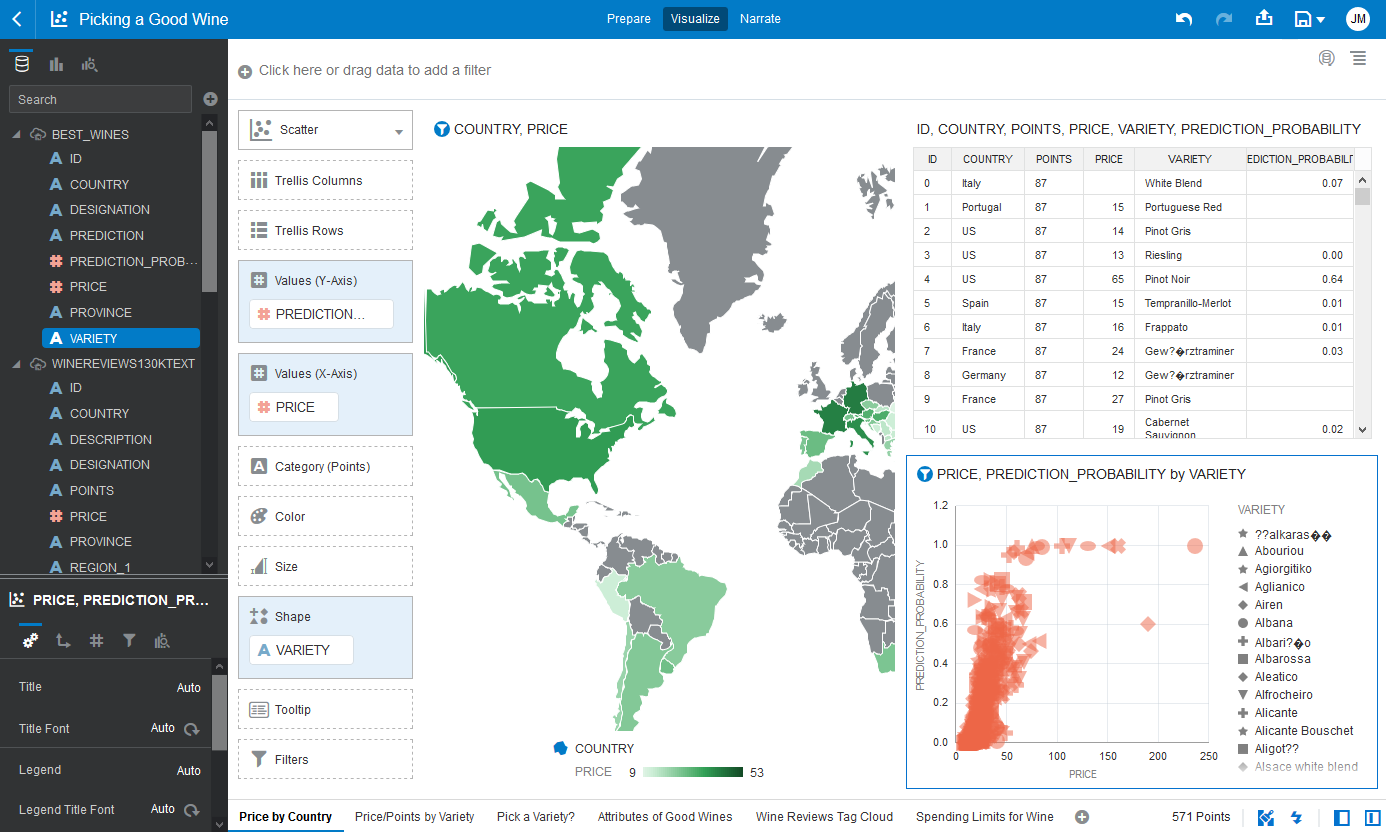 Picking a Good Wine
Prepare
Visualize
Narrate
JM
Search
BEST_WINES
A ID
A COUNTRY
A DESIGNATION
A PREDICTION
# PREDICTION_PROB...
# PRICE
A PROVINCE
A VARIETY
WINEREVIEWS130KTEXT
A ID
A COUNTRY
A DESCRIPTION
A DESIGNATION
A POINTS
# PRICE
A PROVINCE
A REGION_1
PRICE, PREDICTION_PR...
Title Auto
Title Font Auto
Legend Auto
Legend Title Font Auto
Click here or drag data to add a filter
Scatter
Trellis Columns
Trellis Rows
Values (Y-Axis)
# PREDICTION...
Values (X-Axis)
# PRICE
Category (Points)
Color
Size
Shape
A VARIETY
Tooltip
Filters
COUNTRY, PRICE
COUNTRY
PRICE 9 53
ID, COUNTRY, POINTS, PRICE, VARIETY, PREDICTION_PROBABILITY
ID COUNTRY POINTS PRICE VARIETY EDICTION_PROBABILI
0 Italy 87 White Blend 0.07
1 Portugal 87 15 Portuguese Red
2 US 87 14 Pinot Gris
3 US 87 13 Riesling 0.00
4 US 87 65 Pinot Noir 0.64
5 Spain 87 15 Tempranillo-Merlot 0.01
6 Italy 87 16 Frappato 0.01
7 France 87 24 Gew?�rztraminer 0.03
8 Germany 87 12 Gew?�rztraminer
9 France 87 27 Pinot Gris
10 US 87 19 Cabernet Sauvignon 0.02
PRICE, PREDICTION_PROBABILITY by VARIETY
PREDICTION_PROBABILITY
1.2
1.0
0.8
0.6
0.4
0.2
0.0
0 50 100 150 200 250
PRICE
VARIETY
??alkaras��
Abouriou
Agiorgitiko
Aglianico
Airen
Albana
Albari?�o
Albarossa
Aleatico
Alfrocheiro
Alicante
Alicante Bouschet
Aligot??
Alsace white blend
Price by Country
Price/Points by Variety
Pick a Variety?
Attributes of Good Wines
Wine Reviews Tag Cloud
Spending Limits for Wine
571 Points